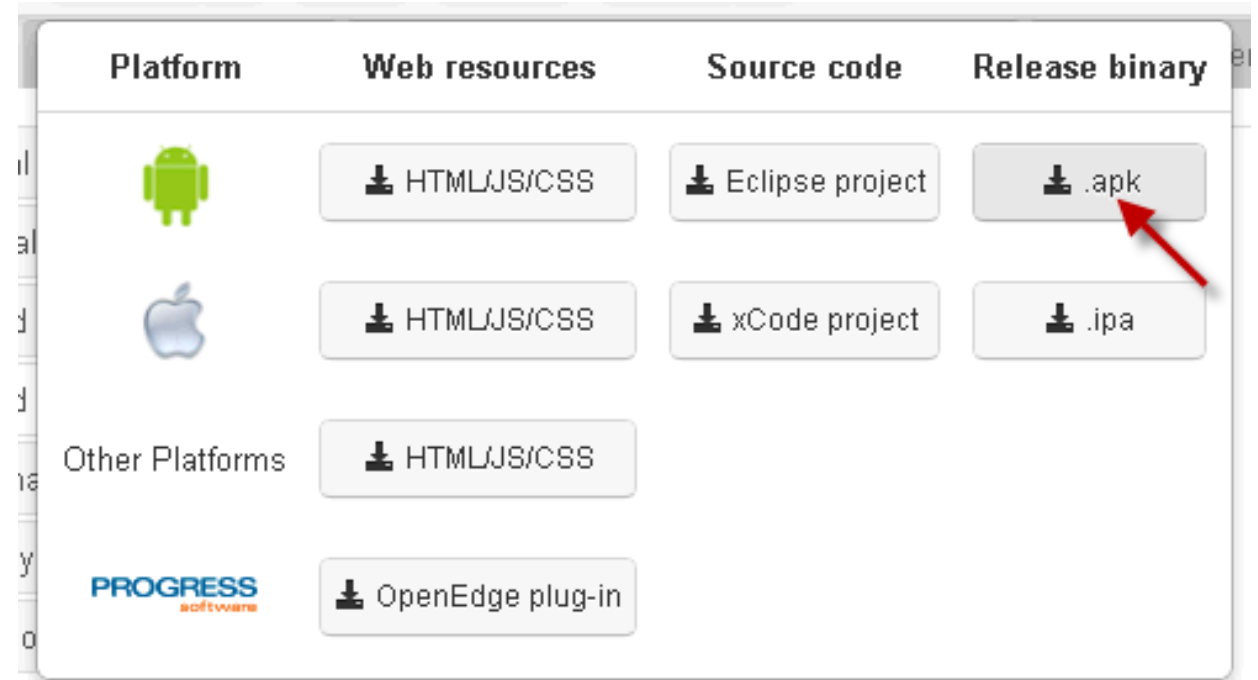 Platform Web resources Source code Release binary
HTML/JS/CSS Eclipse project .apk
HTML/JS/CSS xCode project .ipa
Other Platforms HTML/JS/CSS
PROGRESS
software
OpenEdge plug-in